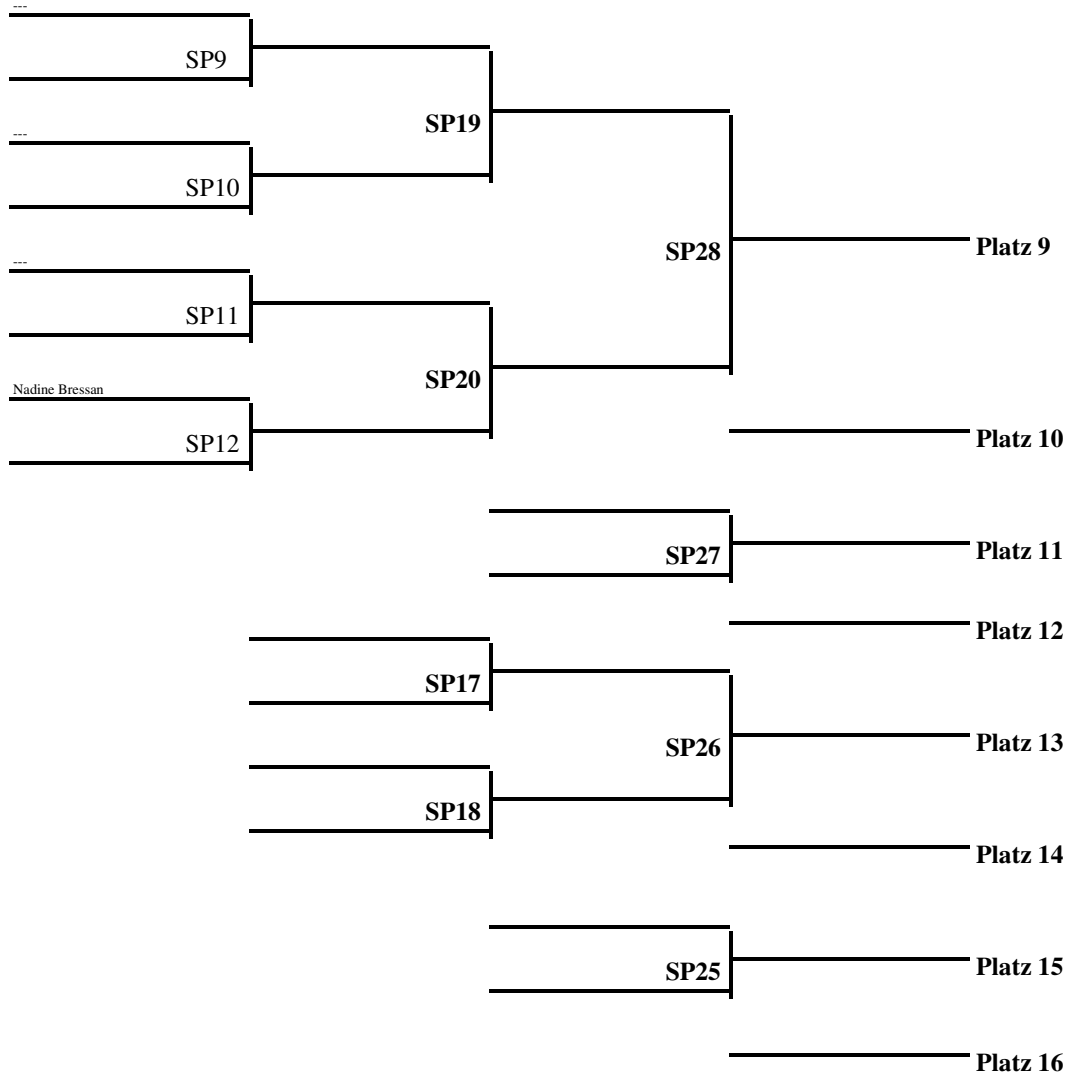 ---
SP9
SP19
---
SP10
SP28
Platz 9
---
SP11
SP20
Nadine Bressan
SP12
Platz 10
SP27
Platz 11
Platz 12
SP17
SP26
Platz 13
SP18
Platz 14
SP25
Platz 15
Platz 16